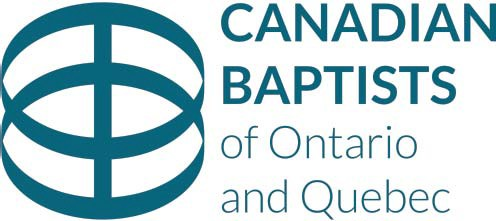 CANADIAN
BAPTISTS
of Ontario
and Quebec